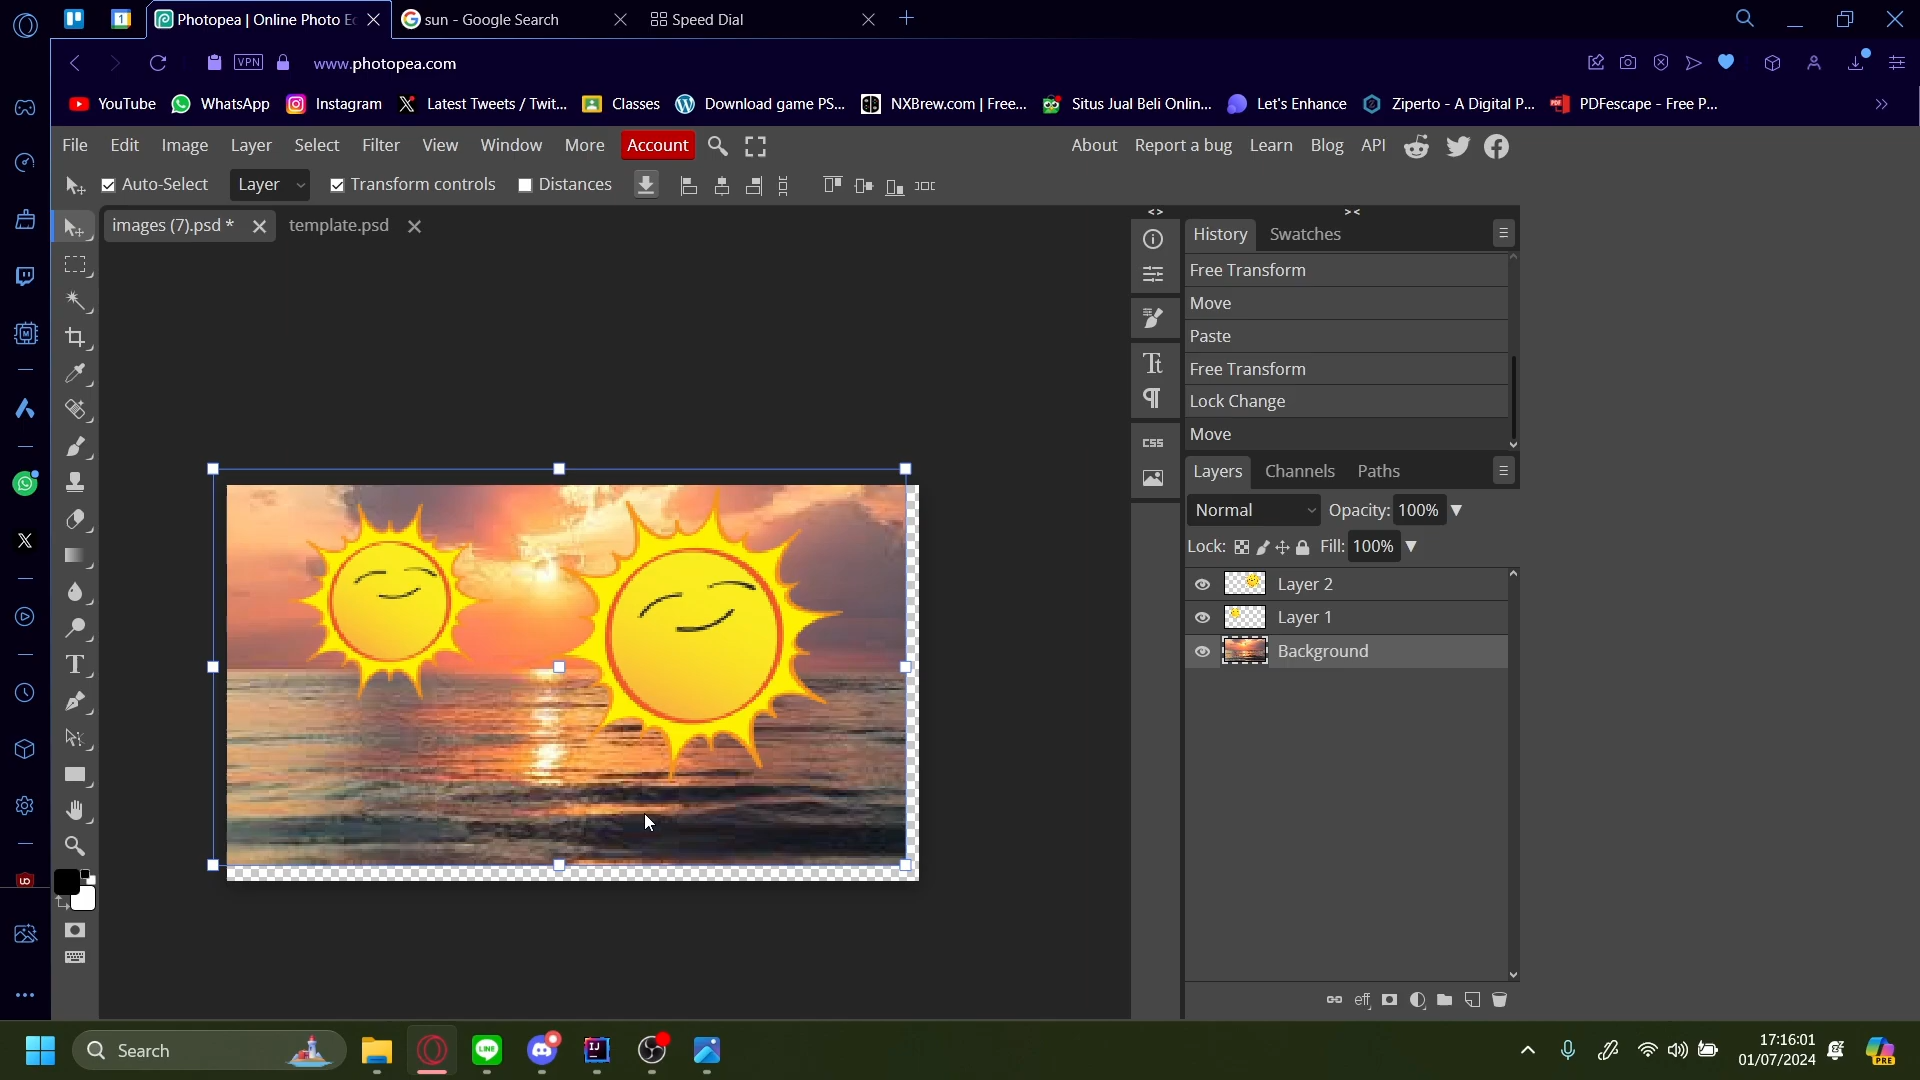 Photopea | Online Photo E
sun - Google Search
Speed Dial
VPN
www.photopea.com
YouTube
WhatsApp
Instagram
Latest Tweets / Twit...
Classes
Download game PS...
NXBrew.com | Free...
Situs Jual Beli Onlin...
Let's Enhance
Ziperto - A Digital P...
PDFescape - Free P...
File Edit Image Layer Select Filter View Window More Account
About Report a bug Learn Blog API
Auto-Select Layer Transform controls Distances
images (7).psd *
template.psd
History Swatches
Free Transform
Move
Paste
Free Transform
Lock Change
Move
css
Layers Channels Paths
Normal Opacity: 100%
Lock: Fill: 100%
Layer 2
Layer 1
Background
eff
Search
17:16:01
01/07/2024